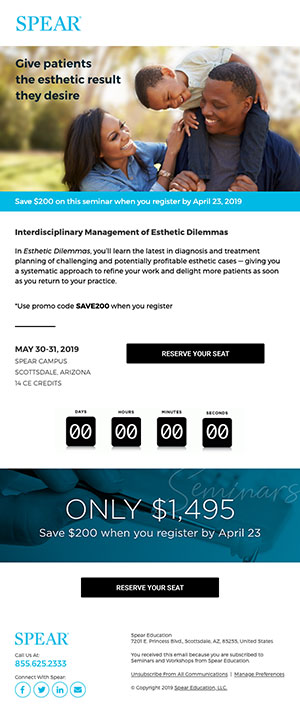 SPEAR
Give patients
the esthetic result
they desire
Save $200 on this seminar when you register by April 23, 2019
Interdisciplinary Management of Esthetic Dilemmas
In Esthetic Dilemmas, you'll learn the latest in diagnosis and treatment
planning of challenging and potentially profitable esthetic cases — giving you
a systematic approach to refine your work and delight more patients as soon
as you return to your practice.
*Use promo code SAVE200 when you register
MAY 30-31, 2019
SPEAR CAMPUS
SCOTTSDALE, ARIZONA
14 CE CREDITS
RESERVE YOUR SEAT
DAYS HOURS MINUTES SECONDS
00 00 00 00
Seminars
ONLY $1,495
Save $200 when you register by April 23
RESERVE YOUR SEAT
SPEAR
Call Us At:
855.625.2333
Connect With Spear:
Spear Education
7201 E. Princess Blvd., Scottsdale, AZ, 85255, United States
You received this email because you are subscribed to
Seminars and Workshops from Spear Education.
Unsubscribe From All Communications | Manage Preferences
© Copyright 2019 Spear Education, LLC.